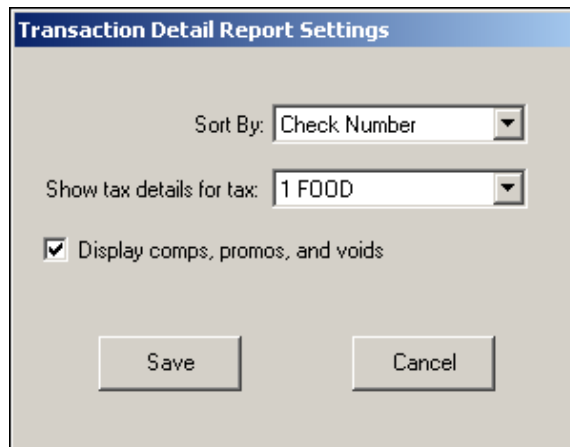 Transaction Detail Report Settings
Sort By: Check Number
Show tax details for tax: 1 FOOD
Display comps, promos, and voids
Save Cancel